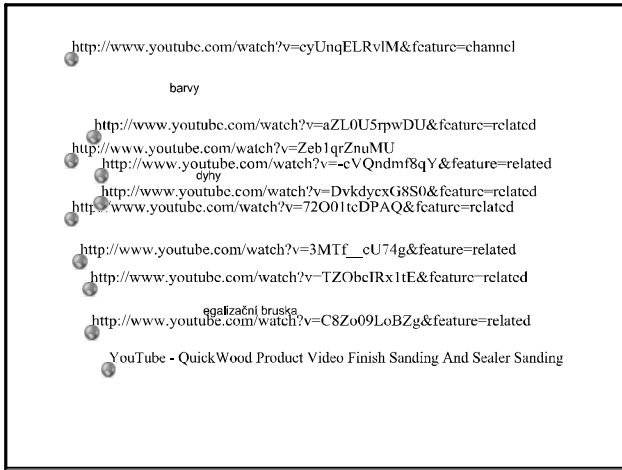 http://www.youtube.com/watch?v=eyUnqELRvlM&feature=channel
barvy
http://www.youtube.com/watch?v=aZL0U5rpwDU&feature=related
http://www.youtube.com/watch?v=Zeb1qrZnuMU
http://www.youtube.com/watch?v=-cVQndmf8qY&feature=related
dyhy
http://www.youtube.com/watch?v=DvkdycxG8S0&feature=related
http://www.youtube.com/watch?v=72O01tcDPAQ&feature=related
http://www.youtube.com/watch?v=3MTf__cU74g&feature=related
http://www.youtube.com/watch?v=TZObcIRx1tE&feature=related
egalizační bruska
http://www.youtube.com/watch?v=C8Zo09LoBZg&feature=related
YouTube - QuickWood Product Video Finish Sanding And Sealer Sanding